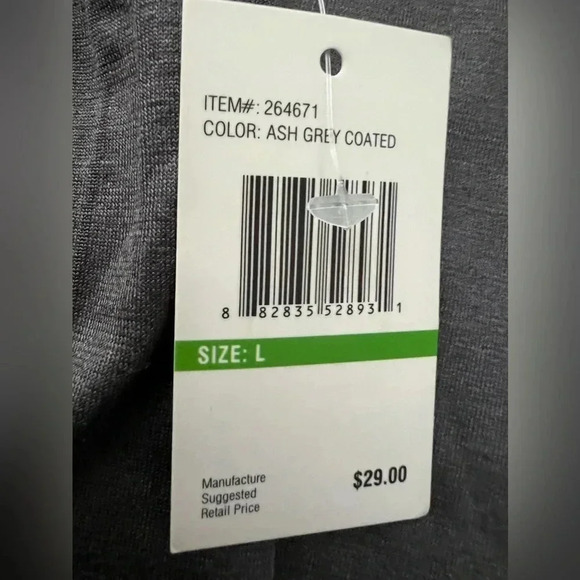 ITEM#: 264671
COLOR: ASH GREY COATED
8 82835 52893 1
SIZE: L
Manufacture
Suggested
Retail Price
$29.00